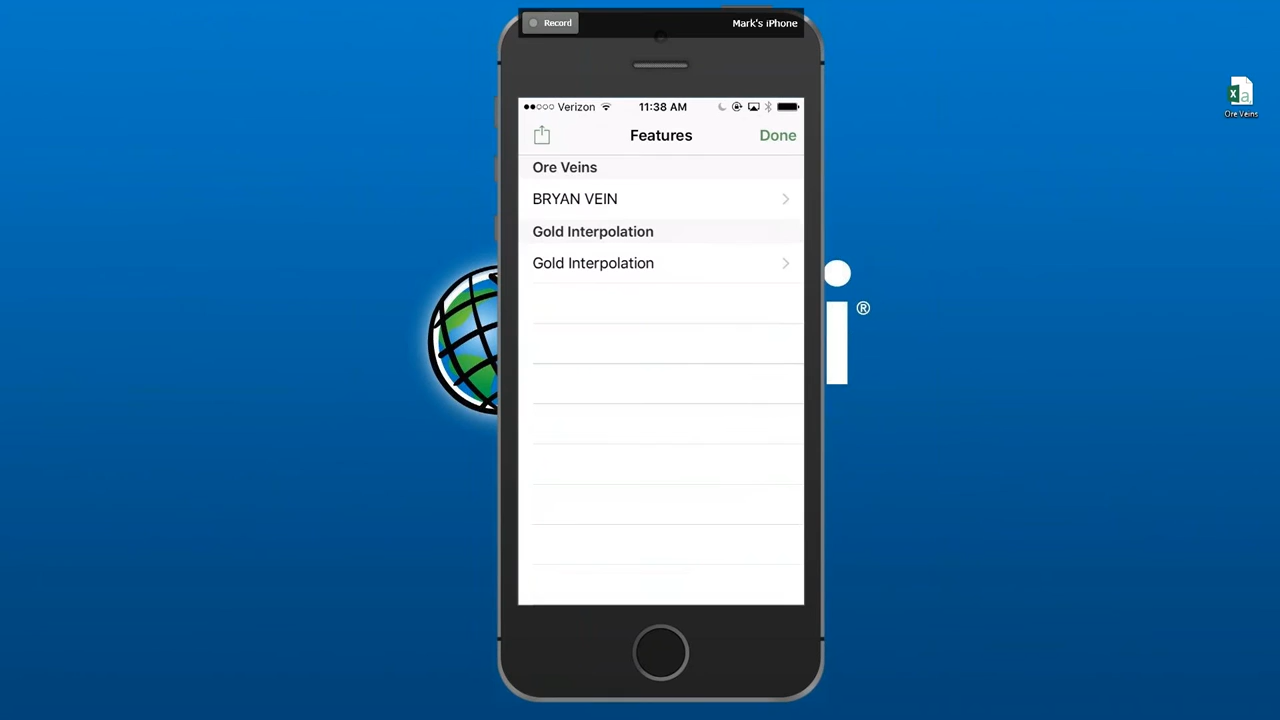 Record
Mark's iPhone
Verizon
11:38 AM
Features
Done
Ore Veins
BRYAN VEIN
Gold Interpolation
Gold Interpolation
i
®
a
Ore Veins